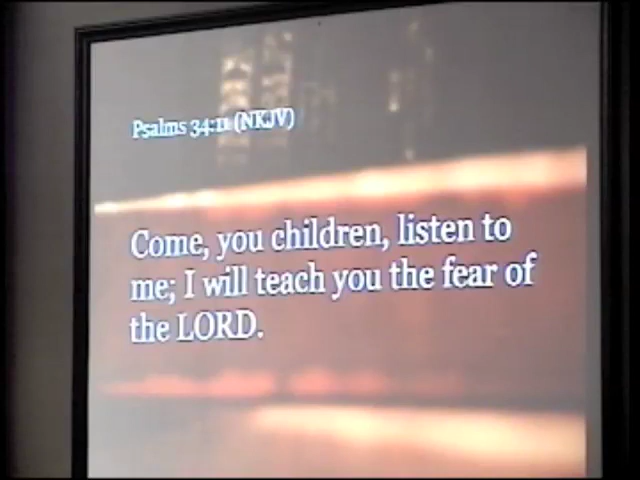 Psalms 34:11 (NKJV)
Come, you children, listen to
me; I will teach you the fear of
the LORD.